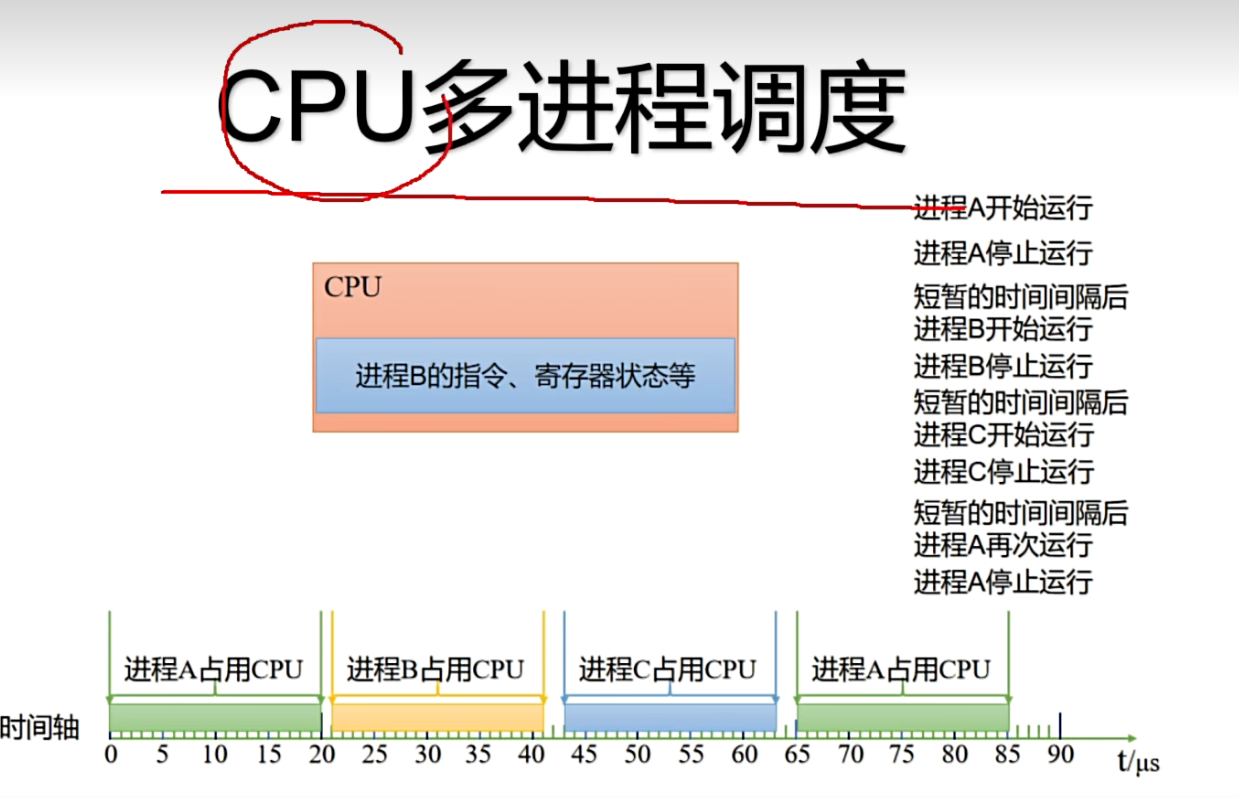 CPU多进程调度
进程A开始运行
进程A停止运行
短暂的时间间隔后
进程B开始运行
进程B停止运行
短暂的时间间隔后
进程C开始运行
进程C停止运行
短暂的时间间隔后
进程A再次运行
进程A停止运行
CPU
进程B的指令、寄存器状态等
进程A占用CPU 进程B占用CPU 进程C占用CPU 进程A占用CPU
时间轴
0 5 10 15 20 25 30 35 40 45 50 55 60 65 70 75 80 85 90 t/μs